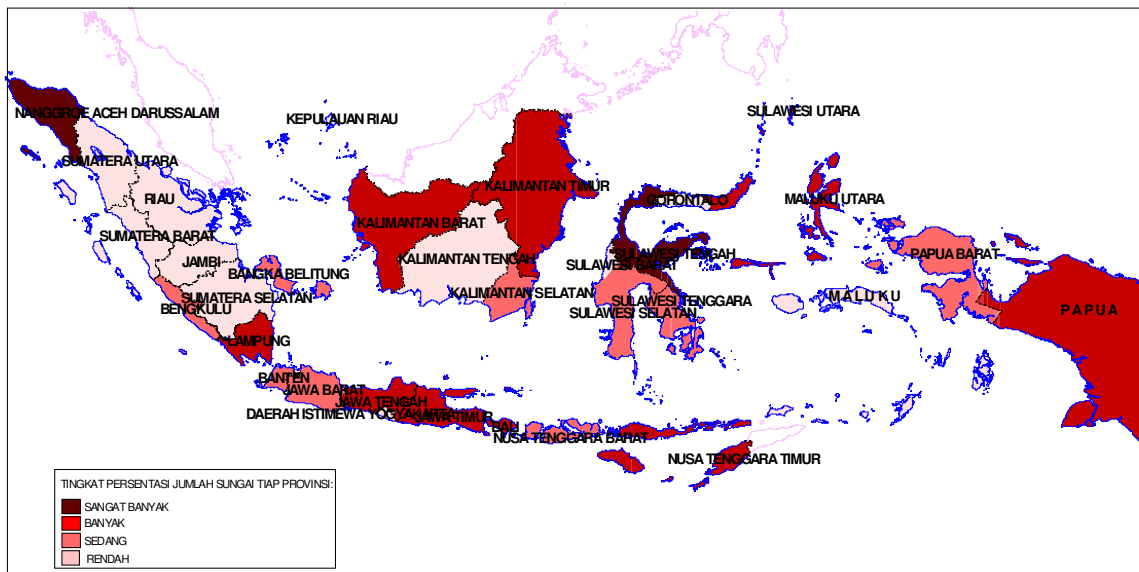 SULAWESI UTARA
NANGGROE ACEH DARUSSALAM
KEPULAUAN RIAU
SUMATERA UTARA
KALIMANTAN TIMUR
RIAU
GORONTALO
MALUKU UTARA
KALIMANTAN BARAT
SUMATERA BARAT
SULAWESI TENGAH
PAPUA BARAT
JAMBI
KALIMANTAN TENGAH
SULAWESI BARAT
BANGKA BELITUNG
KALIMANTAN SELATAN
MALUKU
SUMATERA SELATAN
SULAWESI TENGGARA
BENGKULU
SULAWESI SELATAN
PAPUA
LAMPUNG
BANTEN
JAWA BARAT
JAWA TENGAH
DAERAH ISTIMEWA YOGYAKARTA
JAWA TIMUR
BALI
NUSA TENGGARA BARAT
NUSA TENGGARA TIMUR
TINGKAT PERSENTASI JUMLAH SUNGAI TIAP PROVINSI:
SANGAT BANYAK
BANYAK
SEDANG
RENDAH